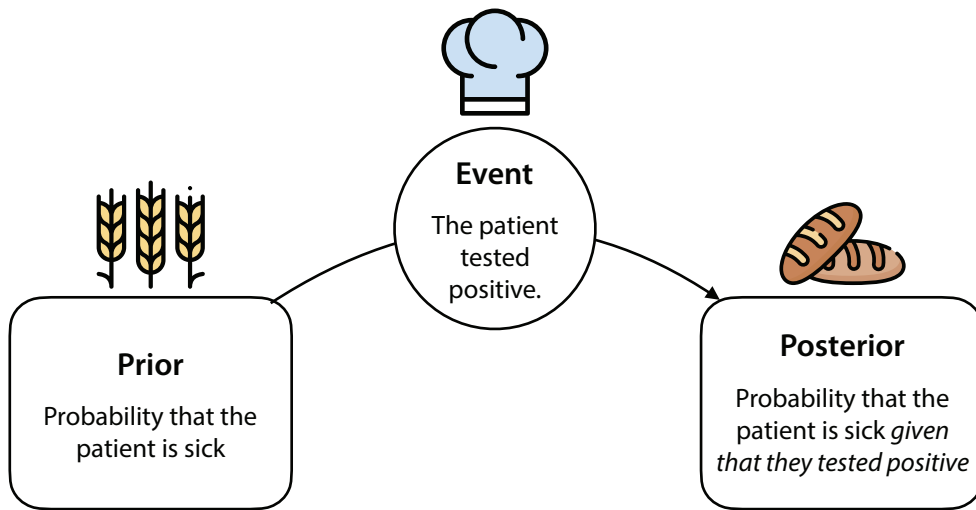 Event
The patient
tested
positive.
Prior
Probability that the
patient is sick
Posterior
Probability that the
patient is sick given
that they tested positive